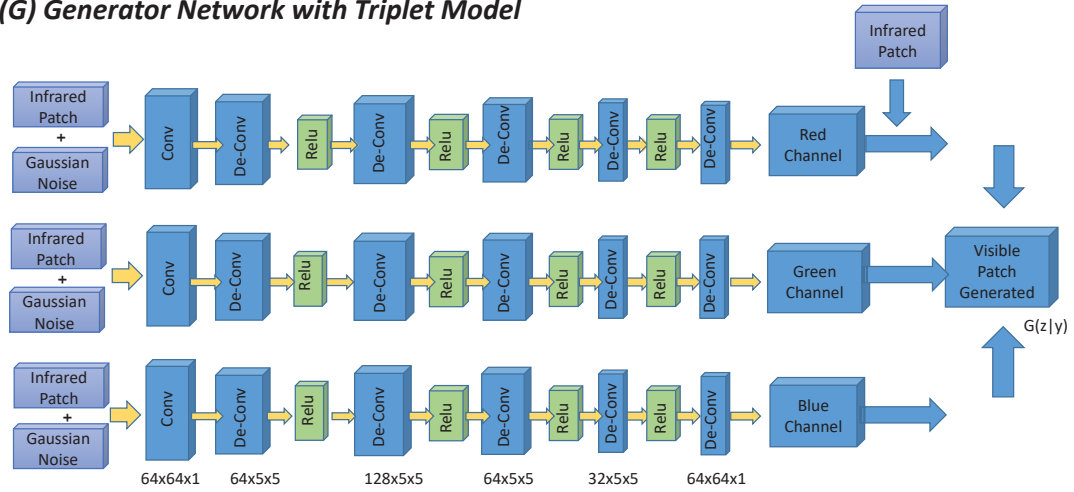 (G) Generator Network with Triplet Model
Infrared
Patch
Infrared
Patch
+
Gaussian
Noise
Conv
De-Conv
Relu
De-Conv
Relu
De-Conv
Relu
De-Conv
Relu
De-Conv
Red
Channel
Infrared
Patch
+
Gaussian
Noise
Conv
De-Conv
Relu
De-Conv
Relu
De-Conv
Relu
De-Conv
Relu
De-Conv
Green
Channel
Visible
Patch
Generated
G(z|y)
Infrared
Patch
+
Gaussian
Noise
Conv
De-Conv
Relu
De-Conv
Relu
De-Conv
Relu
De-Conv
Relu
De-Conv
Blue
Channel
64x64x1 64x5x5 128x5x5 64x5x5 32x5x5 64x64x1